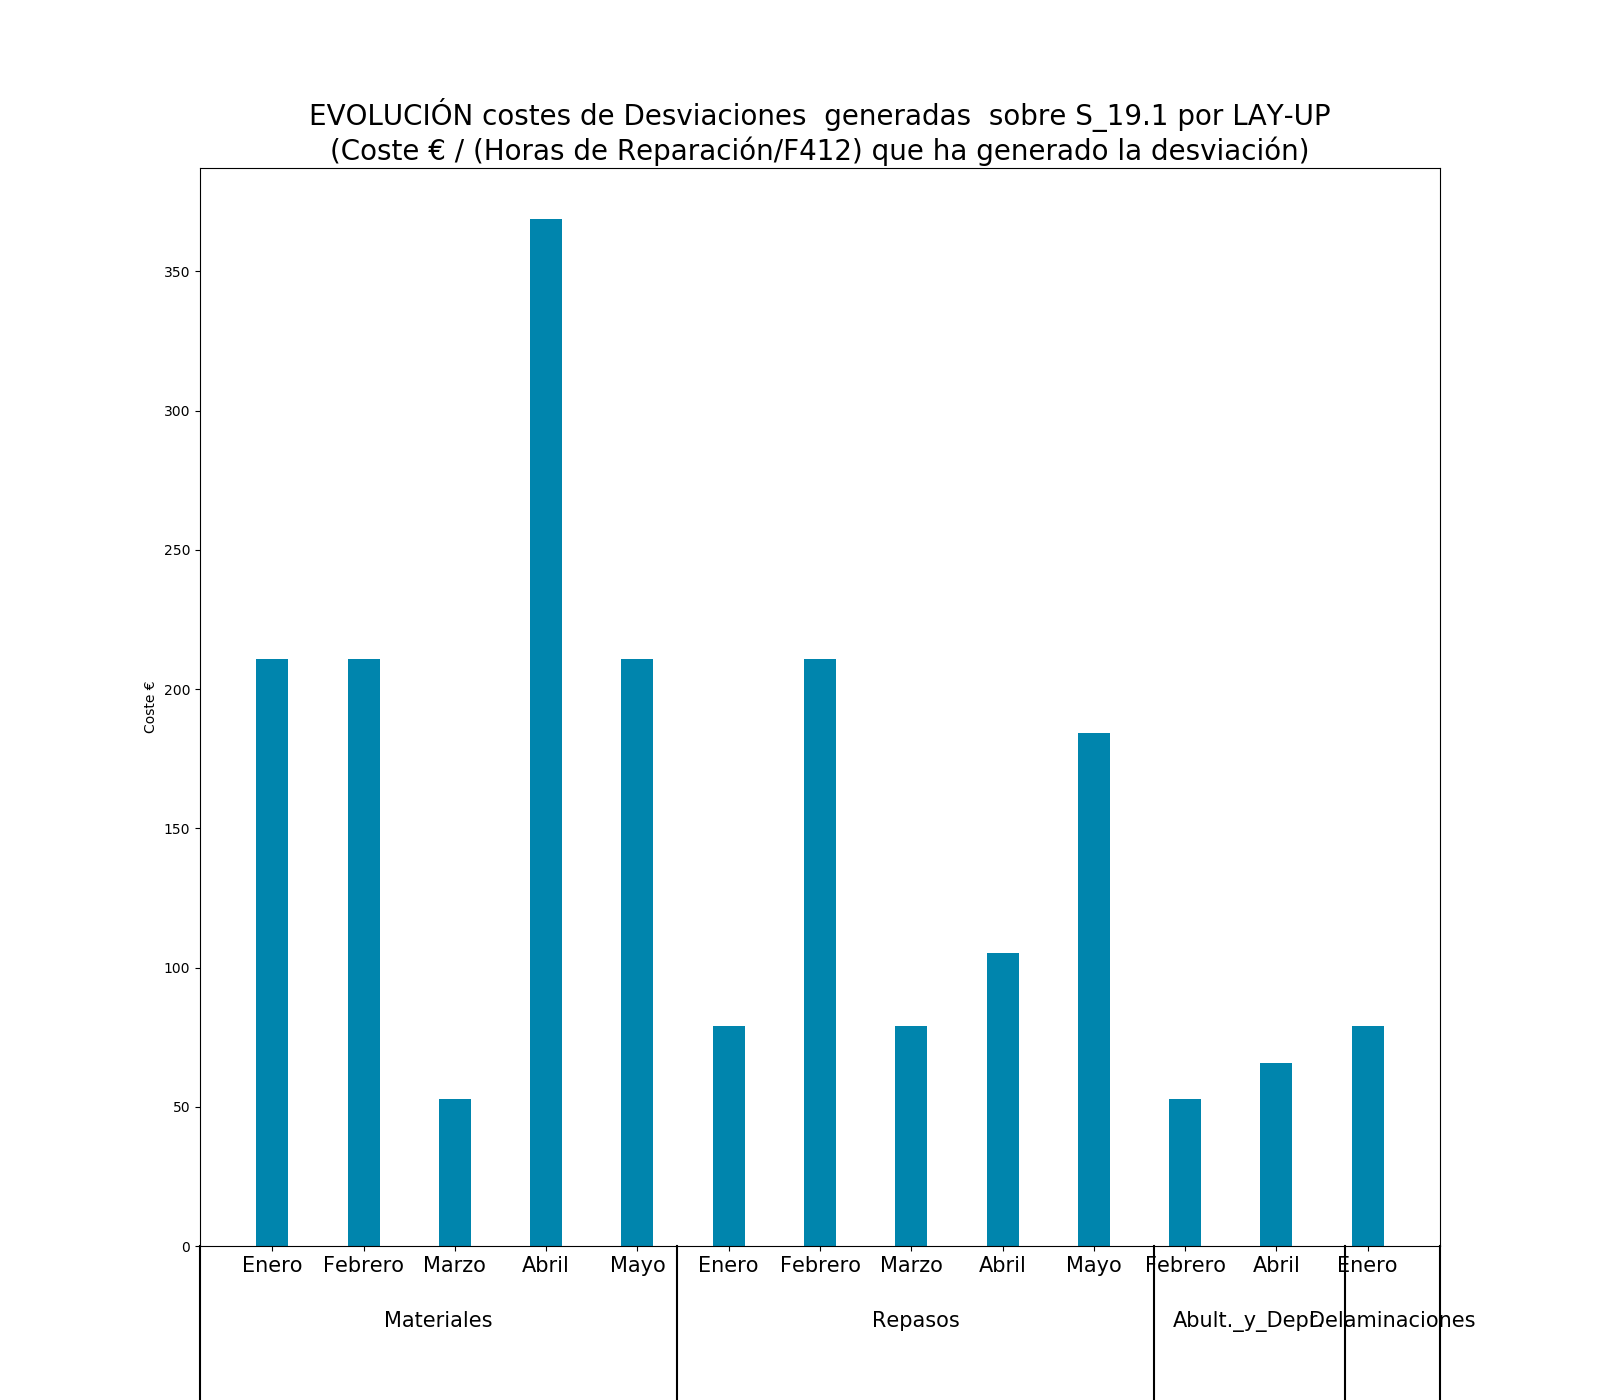 EVOLUCIÓN costes de Desviaciones  generadas  sobre S_19.1 por LAY-UP
(Coste € / (Horas de Reparación/F412) que ha generado la desviación)
350
300
250
200
150
100
50
0
Coste €
Enero Febrero Marzo Abril Mayo Enero Febrero Marzo Abril Mayo Febrero Abril Enero
Materiales Repasos Abult._y_Depr. Delaminaciones